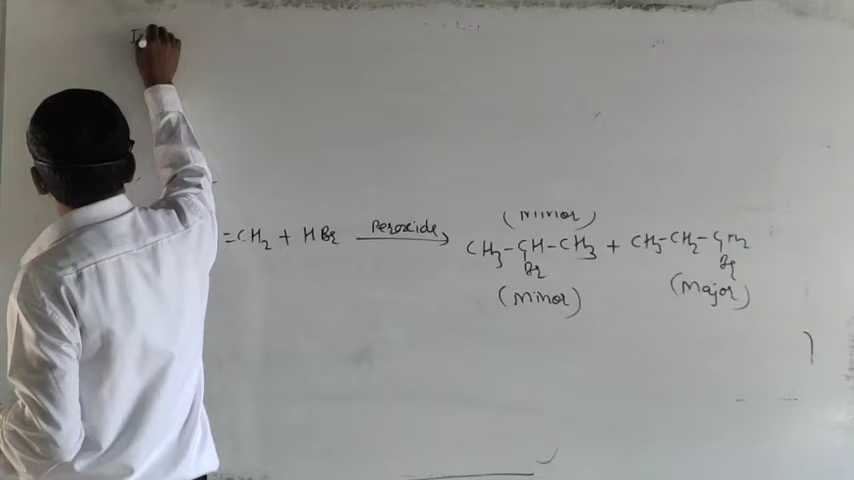 I
(Minor)
=CH2 + HBr Peroxide CH3-CH-CH3 + CH3-CH2-CH2
Br Br
(Minor) (Major)